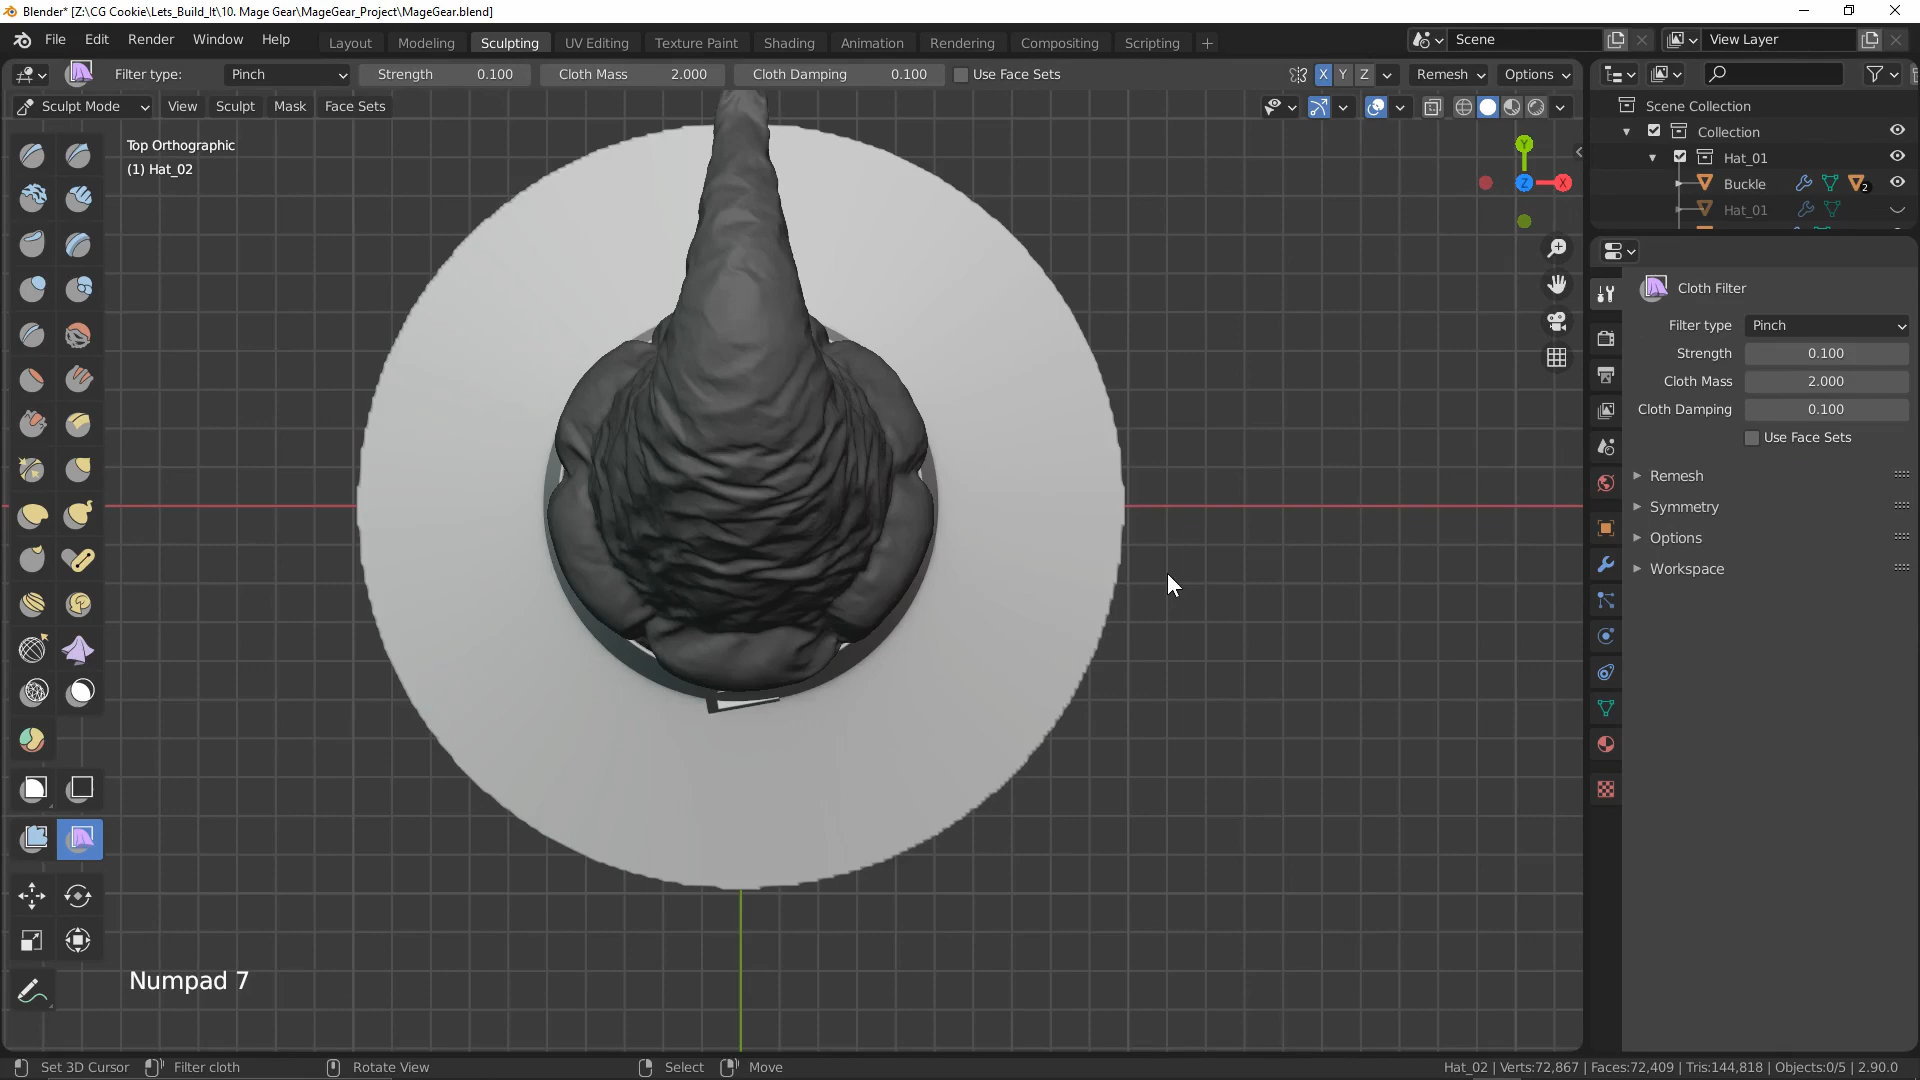 Blender* [Z:\CG Cookie\Lets_Build_It\10. Mage Gear\MageGear_Project\MageGear.blend]
File Edit Render Window Help Layout Modeling Sculpting UV Editing Texture Paint Shading Animation Rendering Compositing Scripting + Scene View Layer
Filter type: Pinch Strength 0.100 Cloth Mass 2.000 Cloth Damping 0.100 Use Face Sets X Y Z Remesh Options
Sculpt Mode View Sculpt Mask Face Sets
Scene Collection
Collection
Hat_01
Buckle 2
Hat_01
Top Orthographic
(1) Hat_02
Y
Z X
Cloth Filter
Filter type Pinch
Strength 0.100
Cloth Mass 2.000
Cloth Damping 0.100
Use Face Sets
Remesh
Symmetry
Options
Workspace
Numpad 7
Set 3D Cursor Filter cloth Rotate View Select Move Hat_02 | Verts:72,867 | Faces:72,409 | Tris:144,818 | Objects:0/5 | 2.90.0